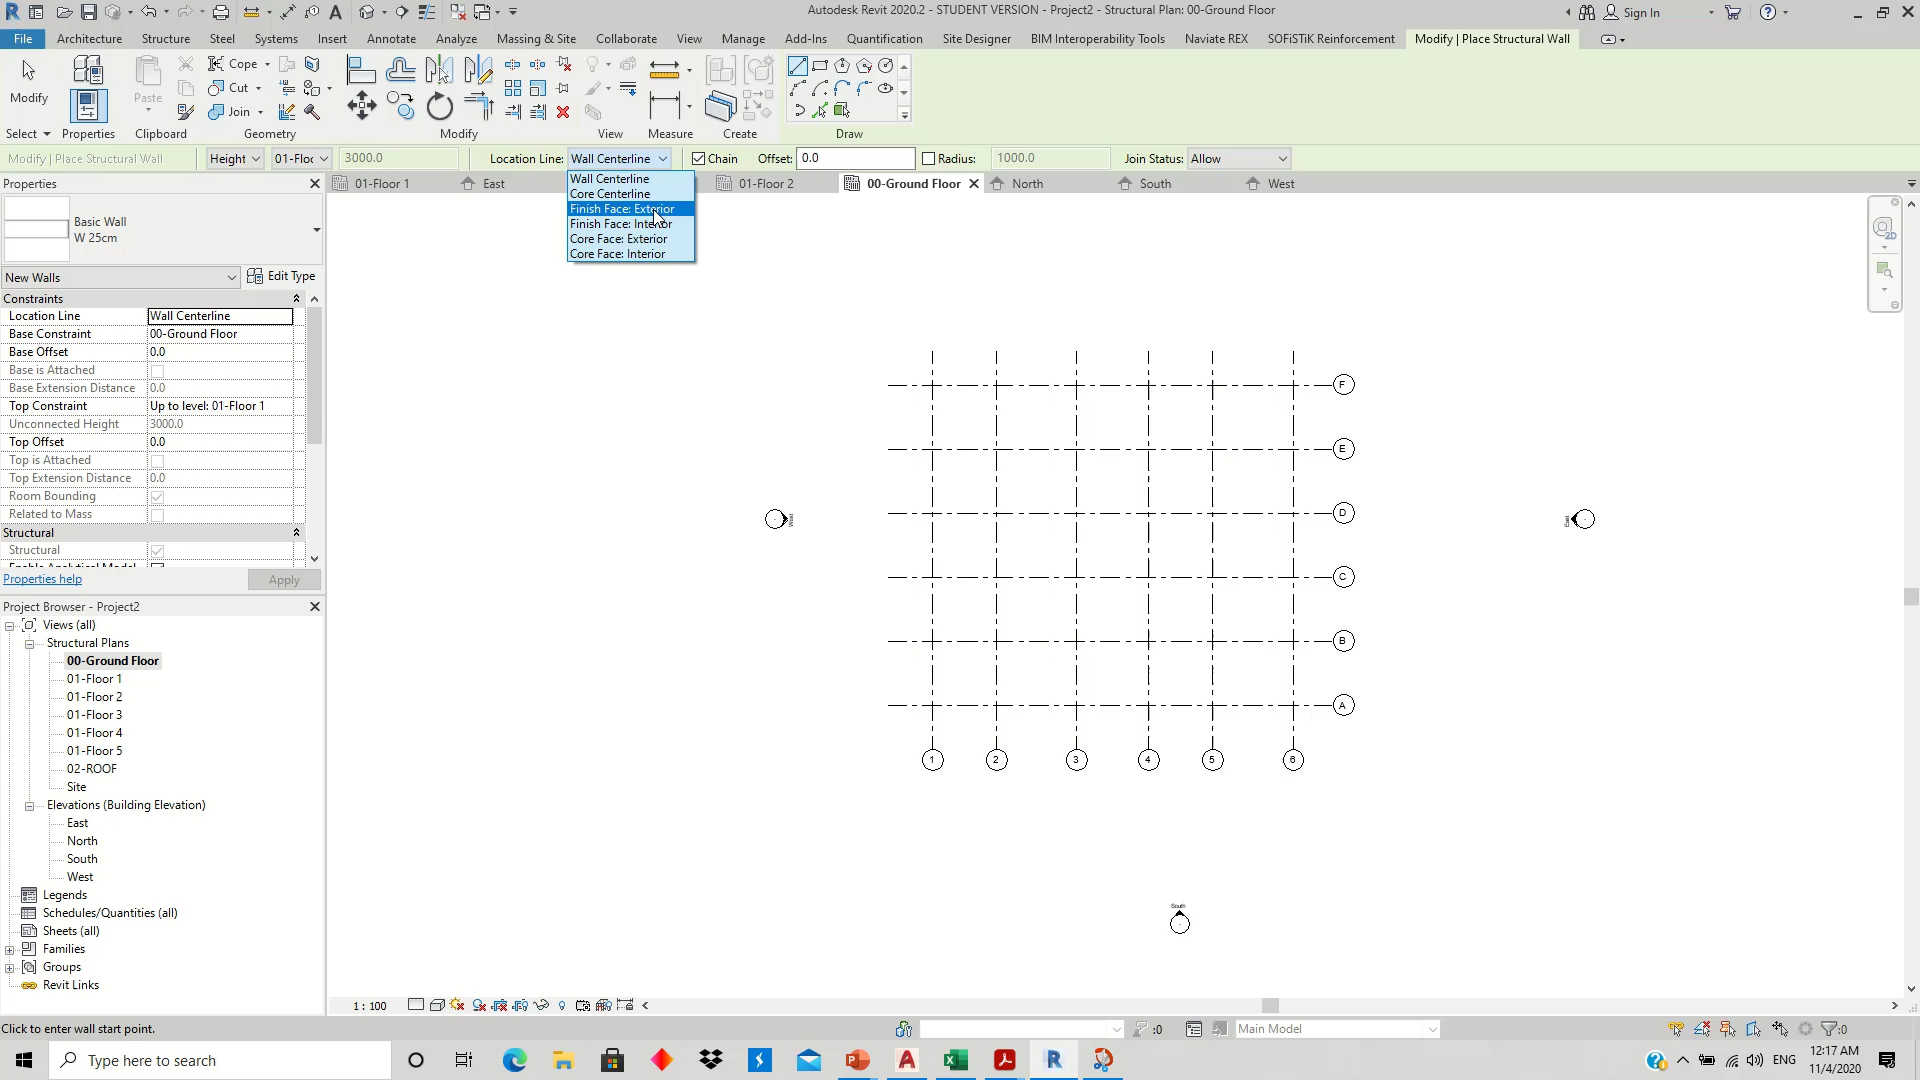 Autodesk Revit 2020.2 - STUDENT VERSION - Project2 - Structural Plan: 00-Ground Floor
Sign In
File Architecture Structure Steel Systems Insert Annotate Analyze Massing & Site Collaborate View Manage Add-Ins Quantification Site Designer BIM Interoperability Tools Naviate REX SOFiSTiK Reinforcement Modify | Place Structural Wall
Modify
Paste
Cope
Cut
Join
Select Properties Clipboard Geometry Modify View Measure Create Draw
Modify | Place Structural Wall Height 01-Floc 3000.0 Location Line: Wall Centerline Chain Offset: 0.0 Radius: 1000.0 Join Status: Allow
Wall Centerline
Core Centerline
Finish Face: Exterior
Finish Face: Interior
Core Face: Exterior
Core Face: Interior
01-Floor 1 East 01-Floor 2 00-Ground Floor North South West
Properties
Basic Wall
W 25cm
New Walls Edit Type
Constraints
Location Line Wall Centerline
Base Constraint 00-Ground Floor
Base Offset 0.0
Base is Attached
Base Extension Distance 0.0
Top Constraint Up to level: 01-Floor 1
Unconnected Height 3000.0
Top Offset 0.0
Top is Attached
Top Extension Distance 0.0
Room Bounding
Related to Mass
Structural
Structural
Enable Analytical Model
Properties help Apply
Project Browser - Project2
Views (all)
Structural Plans
00-Ground Floor
01-Floor 1
01-Floor 2
01-Floor 3
01-Floor 4
01-Floor 5
02-ROOF
Site
Elevations (Building Elevation)
East
North
South
West
Legends
Schedules/Quantities (all)
Sheets (all)
Families
Groups
Revit Links
F
E
D
C
B
A
1 2 3 4 5 6
West
East
South
2D
1 : 100
Click to enter wall start point.
:0
Main Model
:0
Type here to search
ENG
12:17 AM
11/4/2020